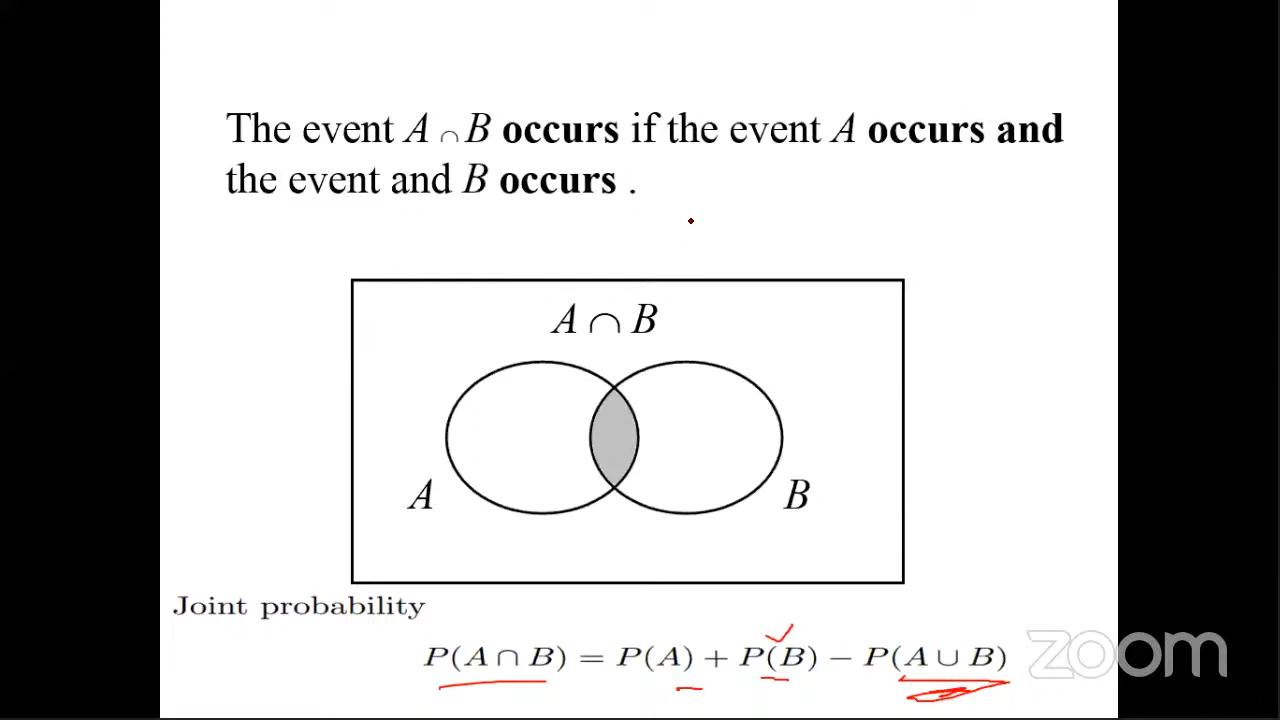 The event A ∩ B occurs if the event A occurs and
the event and B occurs .
A ∩ B
A
B
Joint probability
P(A ∩ B) = P(A) + P(B) − P(A ∪ B)
zoom